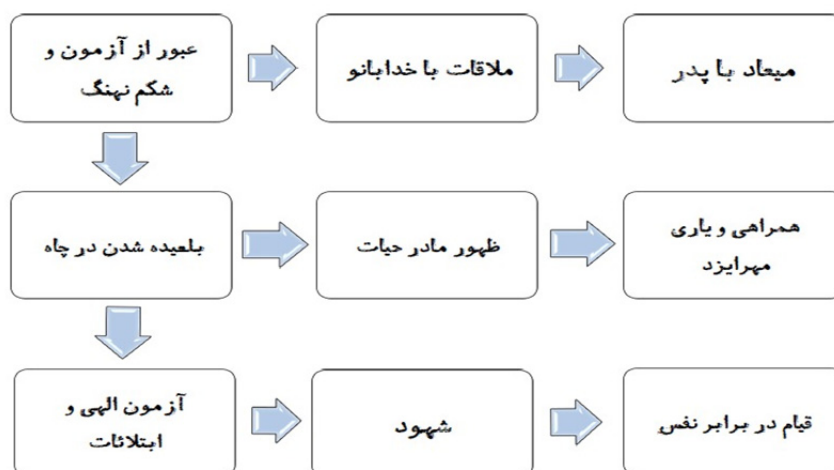 عبور از آزمون و
شکم نهنگ
ملاقات با خدابانو
میعاد با پدر
بلعیده شدن در چاه
ظهور مادر حیات
همراهی و یاری
مهرایزد
آزمون الهی و
ابتلائات
شهود
قیام در برابر نفس